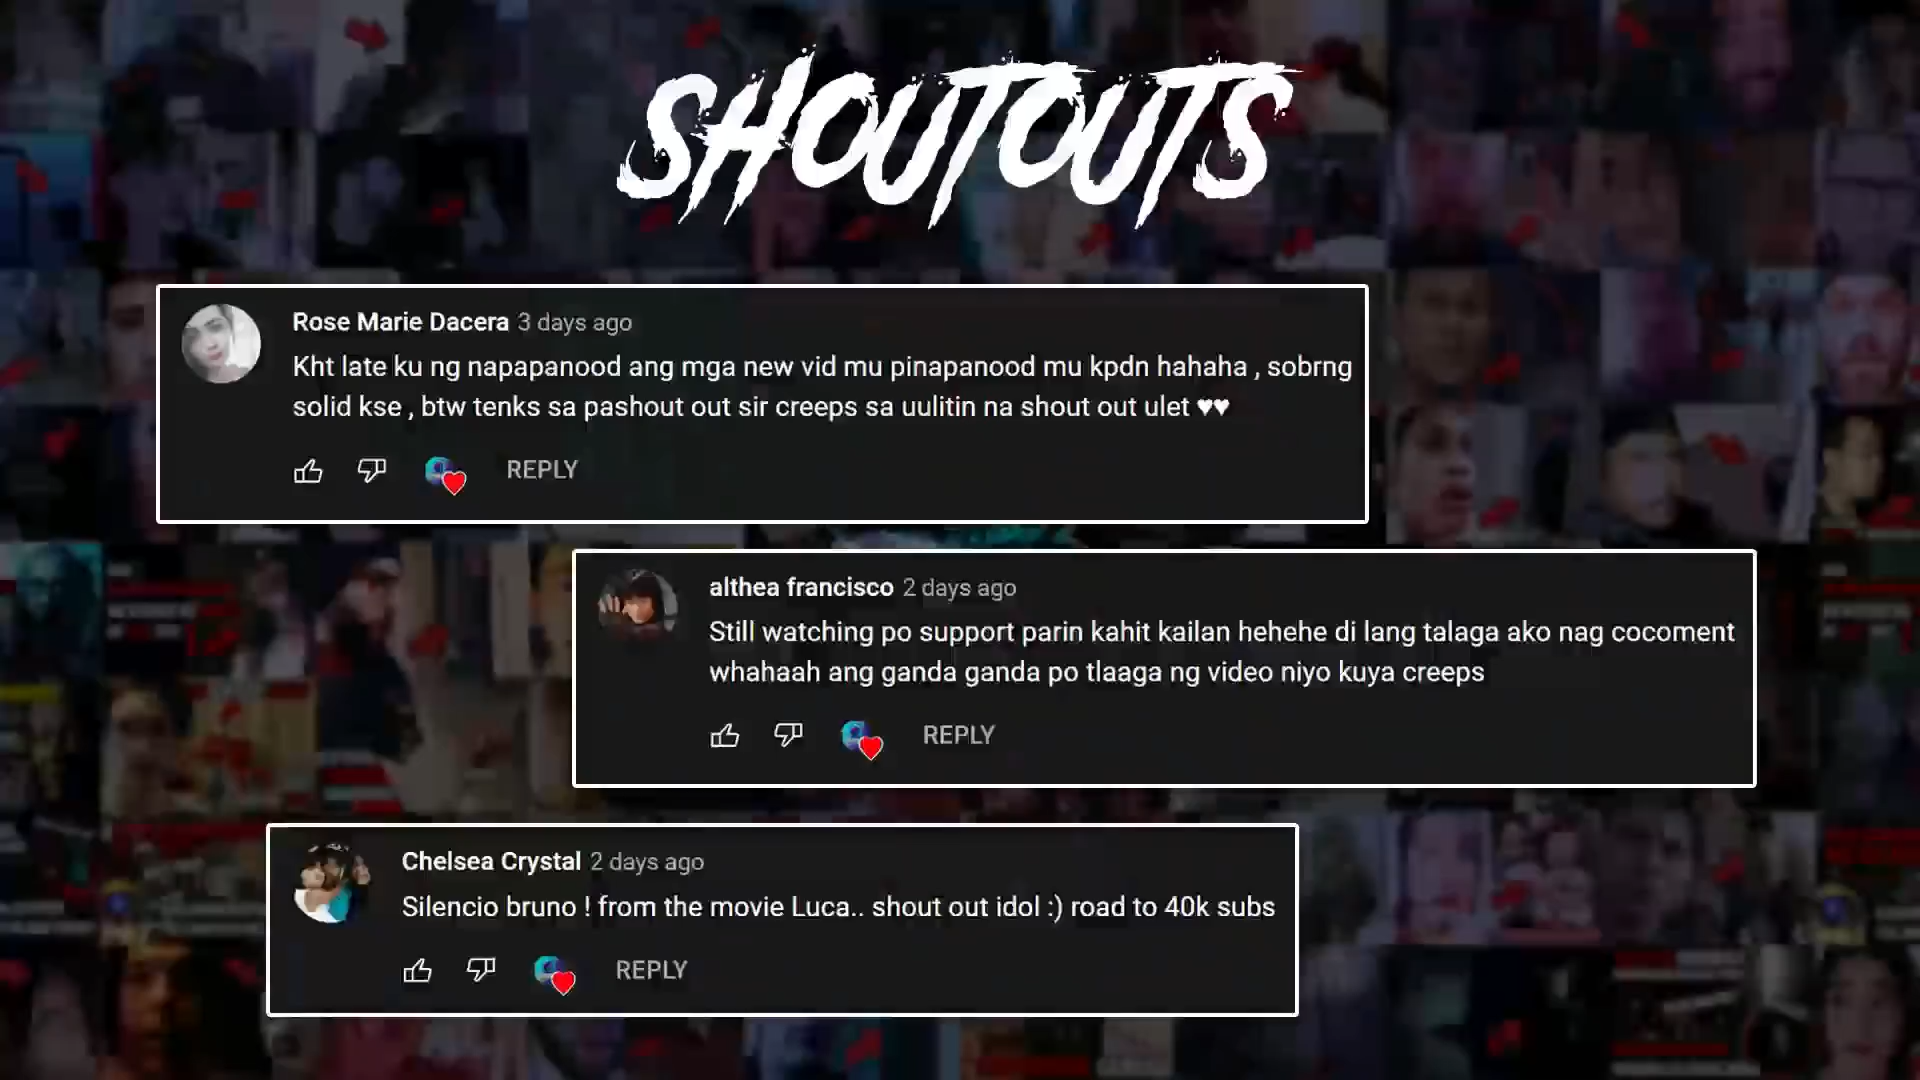 SHOUTOUTS
Rose Marie Dacera 3 days ago
Kht late ku ng napapanood ang mga new vid mu pinapanood mu kpdn hahaha , sobrng
solid kse , btw tenks sa pashout out sir creeps sa uulitin na shout out ulet ♥♥
REPLY
althea francisco 2 days ago
Still watching po support parin kahit kailan hehehe di lang talaga ako nag cocoment
whahaah ang ganda ganda po tlaaga ng video niyo kuya creeps
REPLY
Chelsea Crystal 2 days ago
Silencio bruno ! from the movie Luca.. shout out idol :) road to 40k subs
REPLY